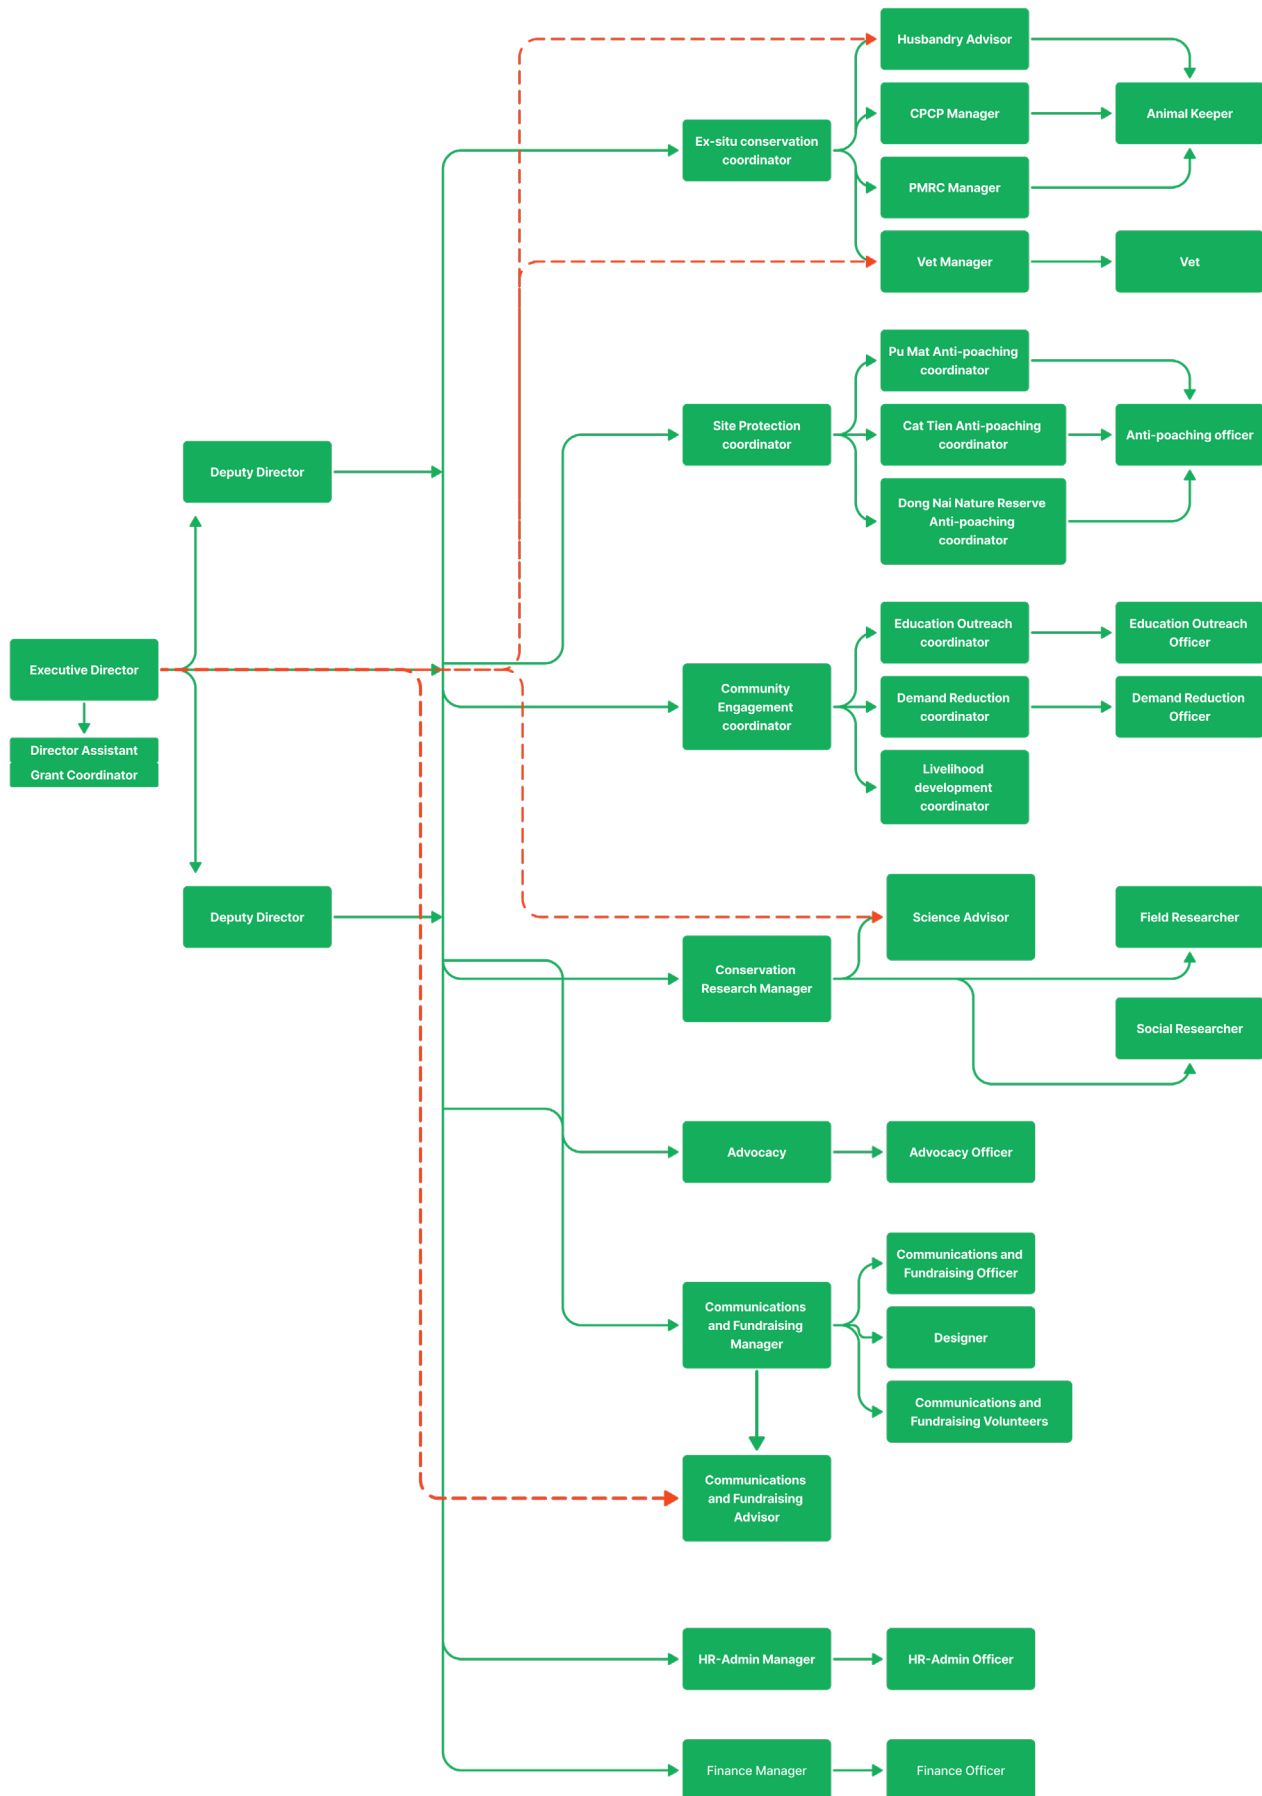 Husbandry Advisor
CPCP Manager
Animal Keeper
Ex-situ conservation
coordinator
PMRC Manager
Vet Manager
Vet
Pu Mat Anti-poaching
coordinator
Site Protection
coordinator
Cat Tien Anti-poaching
coordinator
Anti-poaching officer
Deputy Director
Dong Nai Nature Reserve
Anti-poaching
coordinator
Education Outreach
coordinator
Education Outreach
Officer
Executive Director
Community
Engagement
coordinator
Demand Reduction
coordinator
Demand Reduction
Officer
Director Assistant
Grant Coordinator
Livelihood
development
coordinator
Deputy Director
Science Advisor
Field Researcher
Conservation
Research Manager
Social Researcher
Advocacy
Advocacy Officer
Communications and
Fundraising Officer
Communications
and Fundraising
Manager
Designer
Communications and
Fundraising Volunteers
Communications
and Fundraising
Advisor
HR-Admin Manager
HR-Admin Officer
Finance Manager
Finance Officer